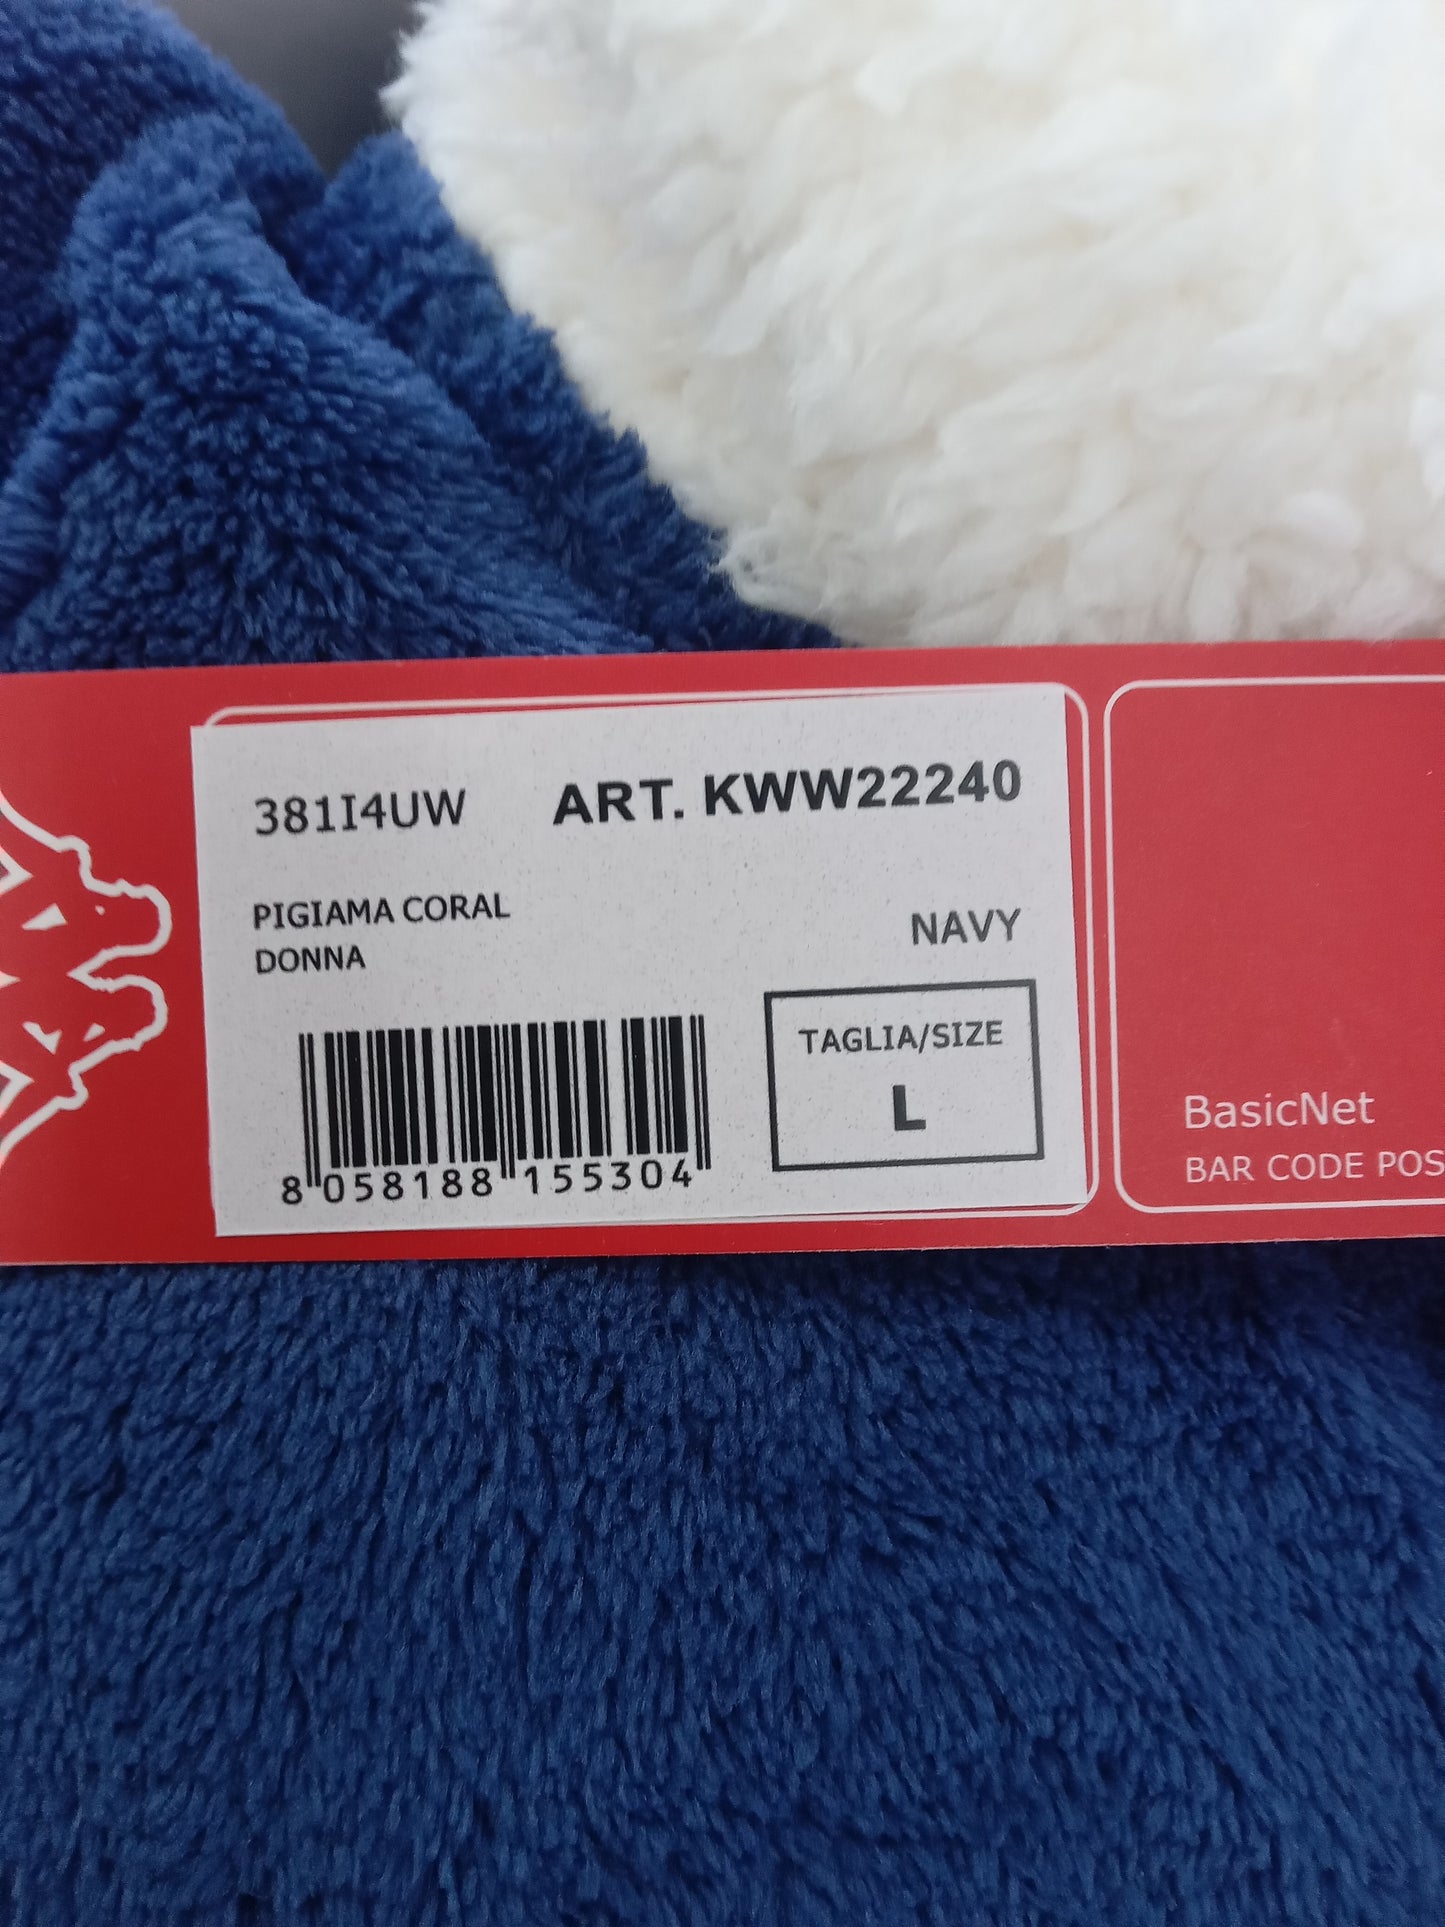 381I4UW ART. KWW22240
PIGIAMA CORAL
DONNA
NAVY
TAGLIA/SIZE
L
8 058188 155304
BasicNet
BAR CODE POS